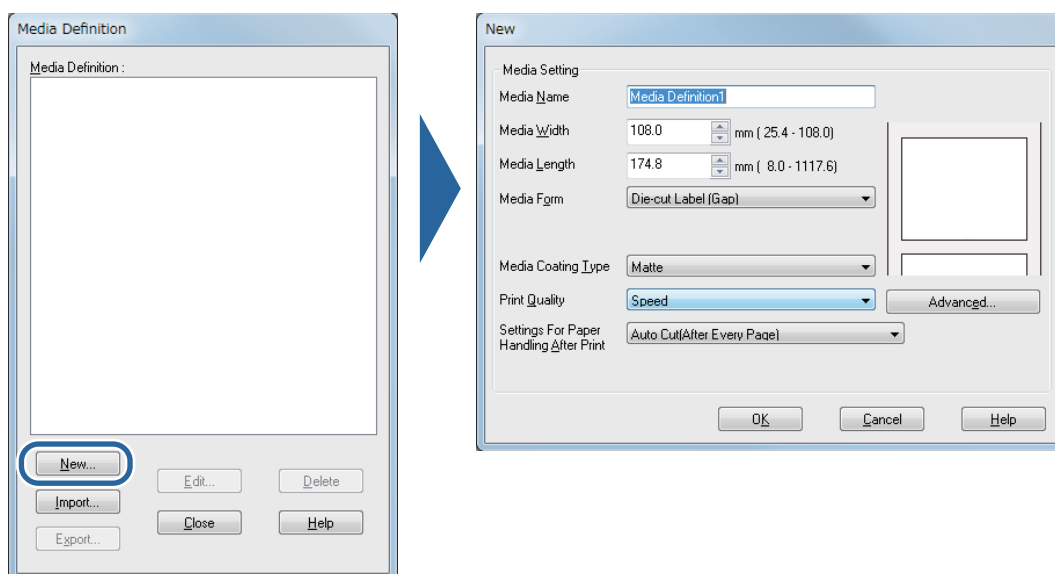 Media Definition
Media Definition :
New...
Edit...
Delete
Import...
Close
Help
Export...
New
Media Setting
Media Name Media Definition1
Media Width 108.0 mm ( 25.4 - 108.0)
Media Length 174.8 mm ( 8.0 - 1117.6)
Media Form Die-cut Label (Gap)
Media Coating Type Matte
Print Quality Speed Advanced...
Settings For Paper
Handling After Print Auto Cut(After Every Page)
OK Cancel Help